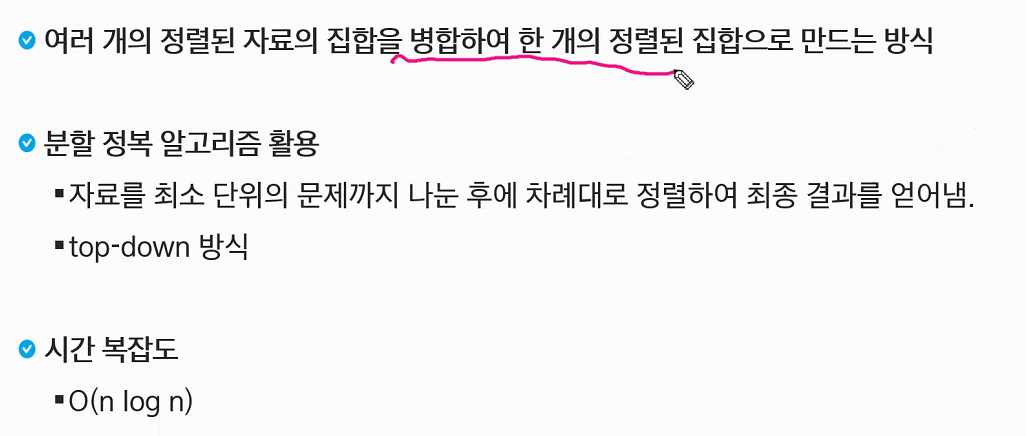 여러 개의 정렬된 자료의 집합을 병합하여 한 개의 정렬된 집합으로 만드는 방식
분할 정복 알고리즘 활용
▪자료를 최소 단위의 문제까지 나눈 후에 차례대로 정렬하여 최종 결과를 얻어냄.
▪top-down 방식
시간 복잡도
▪O(n log n)